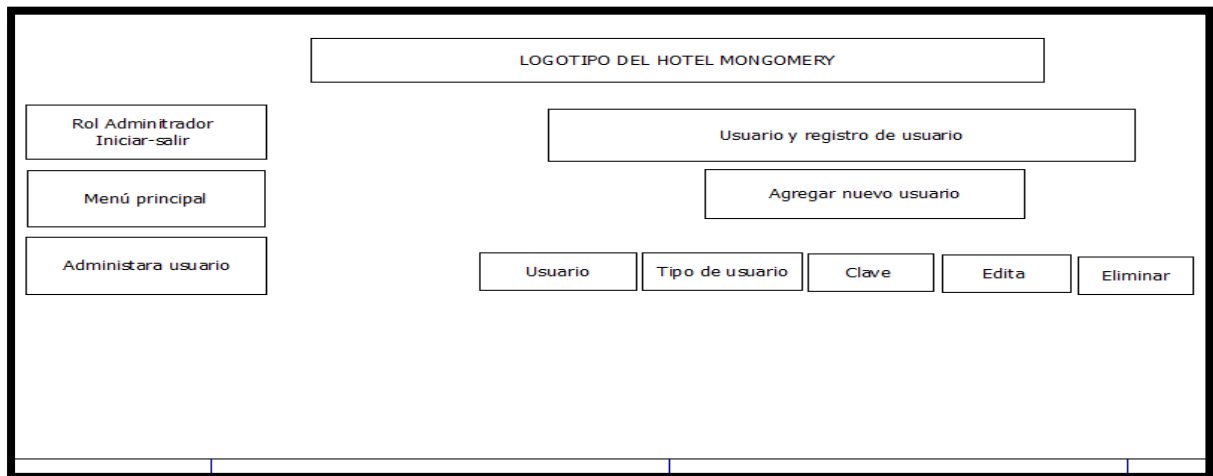 LOGOTIPO DEL HOTEL MONGOMERY
Rol Adminitrador
Iniciar-salir
Usuario y registro de usuario
Menú principal
Agregar nuevo usuario
Administara usuario
Usuario
Tipo de usuario
Clave
Edita
Eliminar